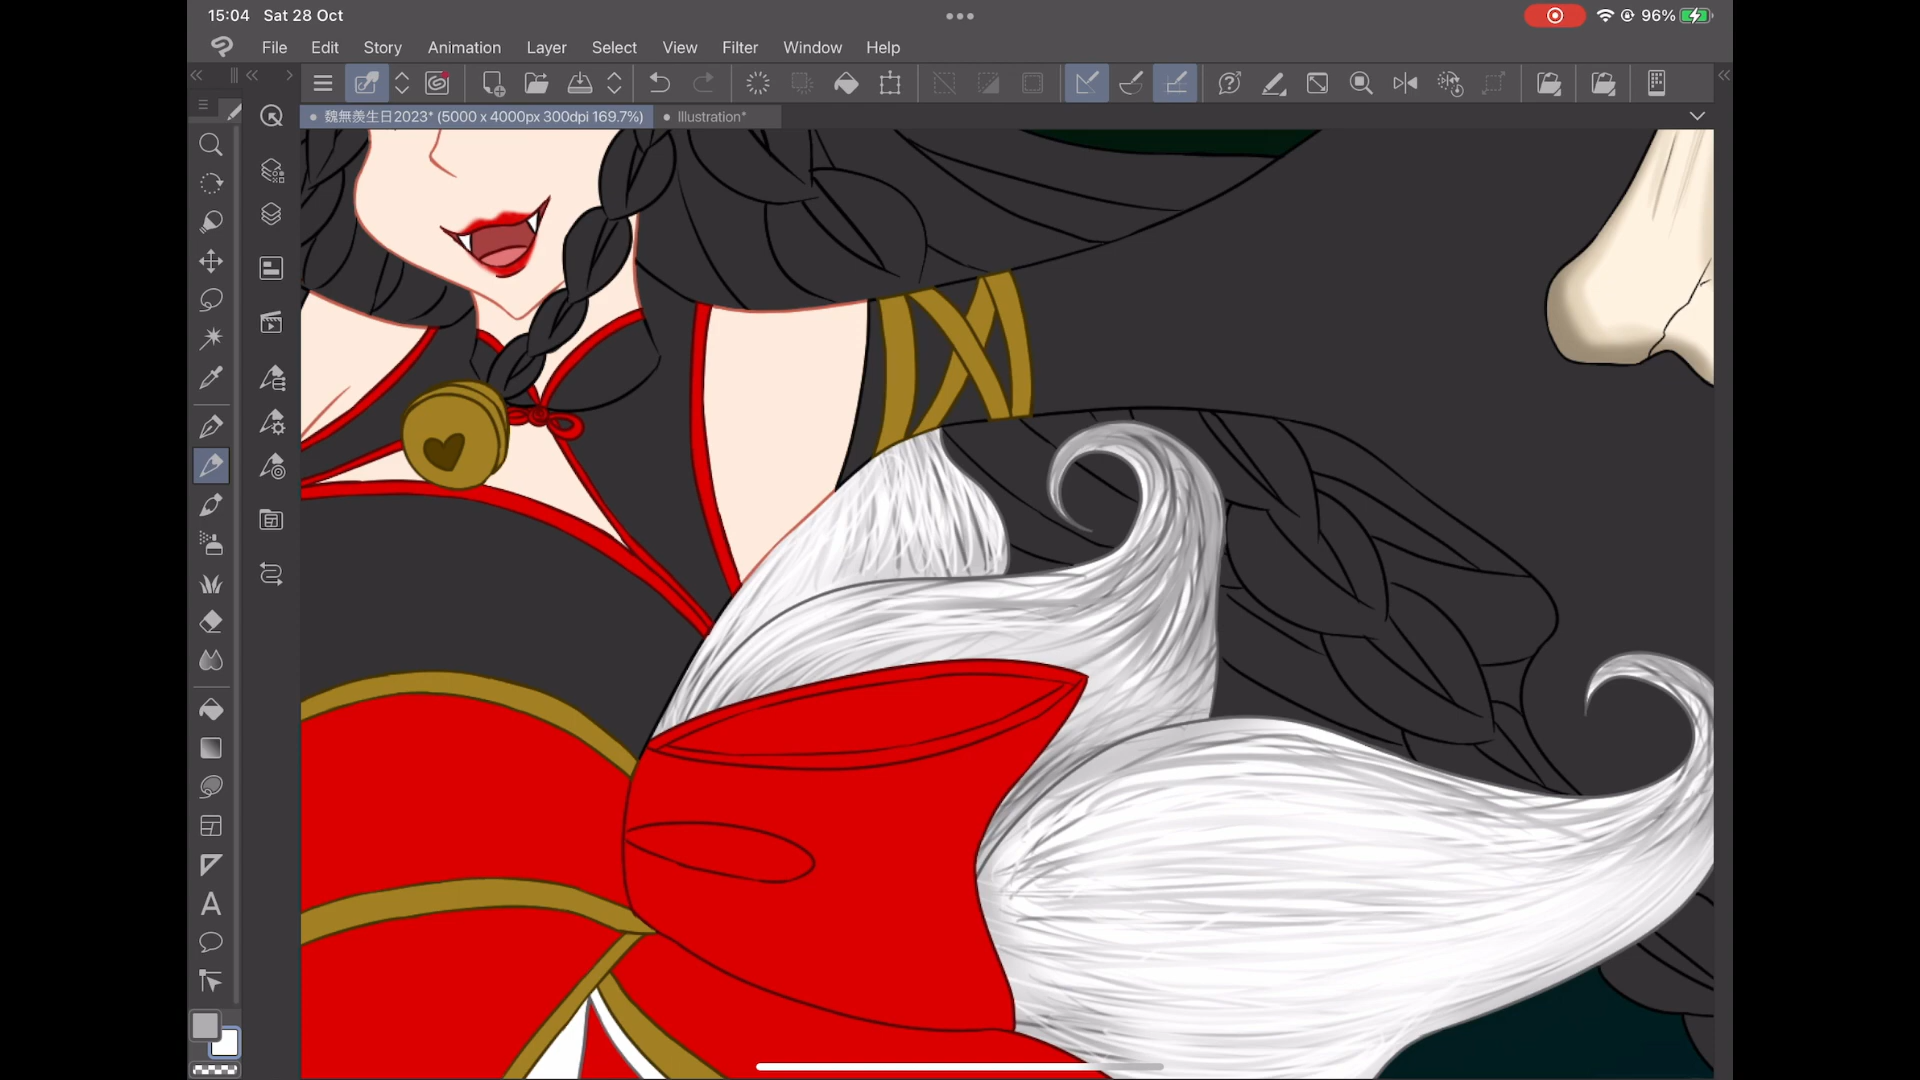 15:04 Sat 28 Oct
96%
File Edit Story Animation Layer Select View Filter Window Help
魏無羨生日2023* (5000 x 4000px 300dpi 169.7%)
Illustration*